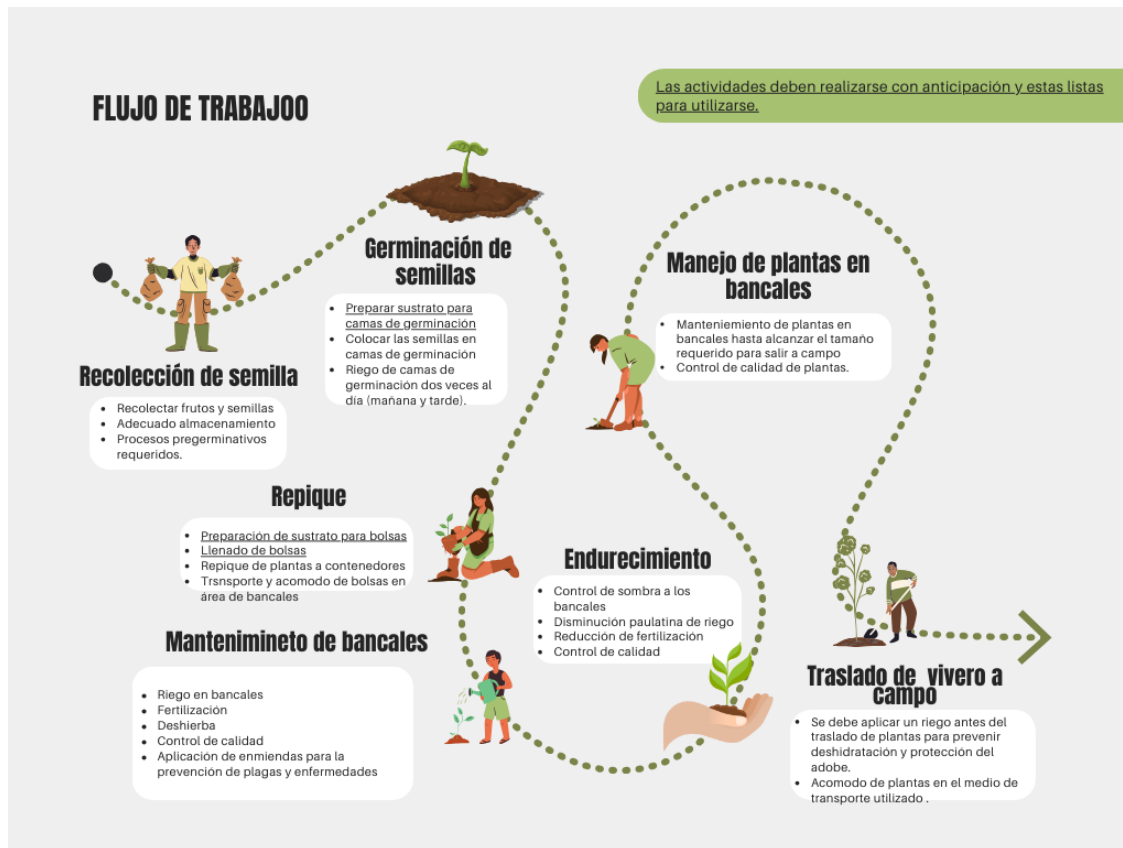 FLUJO DE TRABAJOO
Las actividades deben realizarse con anticipación y estas listas
para utilizarse.
Recolección de semilla
Recolectar frutos y semillas
Adecuado almacenamiento
Procesos pregerminativos
requeridos.
Germinación de
semillas
Preparar sustrato para
camas de germinación
Colocar las semillas en
camas de germinación
Riego de camas de
germinación dos veces al
día (mañana y tarde).
Repique
Preparación de sustrato para bolsas
Llenado de bolsas
Repique de plantas a contenedores
Trsnsporte y acomodo de bolsas en
área de bancales
Mantenimineto de bancales
Riego en bancales
Fertilización
Deshierba
Control de calidad
Aplicación de enmiendas para la
prevención de plagas y enfermedades
Endurecimiento
Control de sombra a los
bancales
Disminución paulatina de riego
Reducción de fertilización
Control de calidad
Manejo de plantas en
bancales
Manteniemiento de plantas en
bancales hasta alcanzar el tamaño
requerido para salir a campo
Control de calidad de plantas.
Traslado de vivero a
campo
Se debe aplicar un riego antes del
traslado de plantas para prevenir
deshidratación y protección del
adobe.
Acomodo de plantas en el medio de
transporte utilizado .